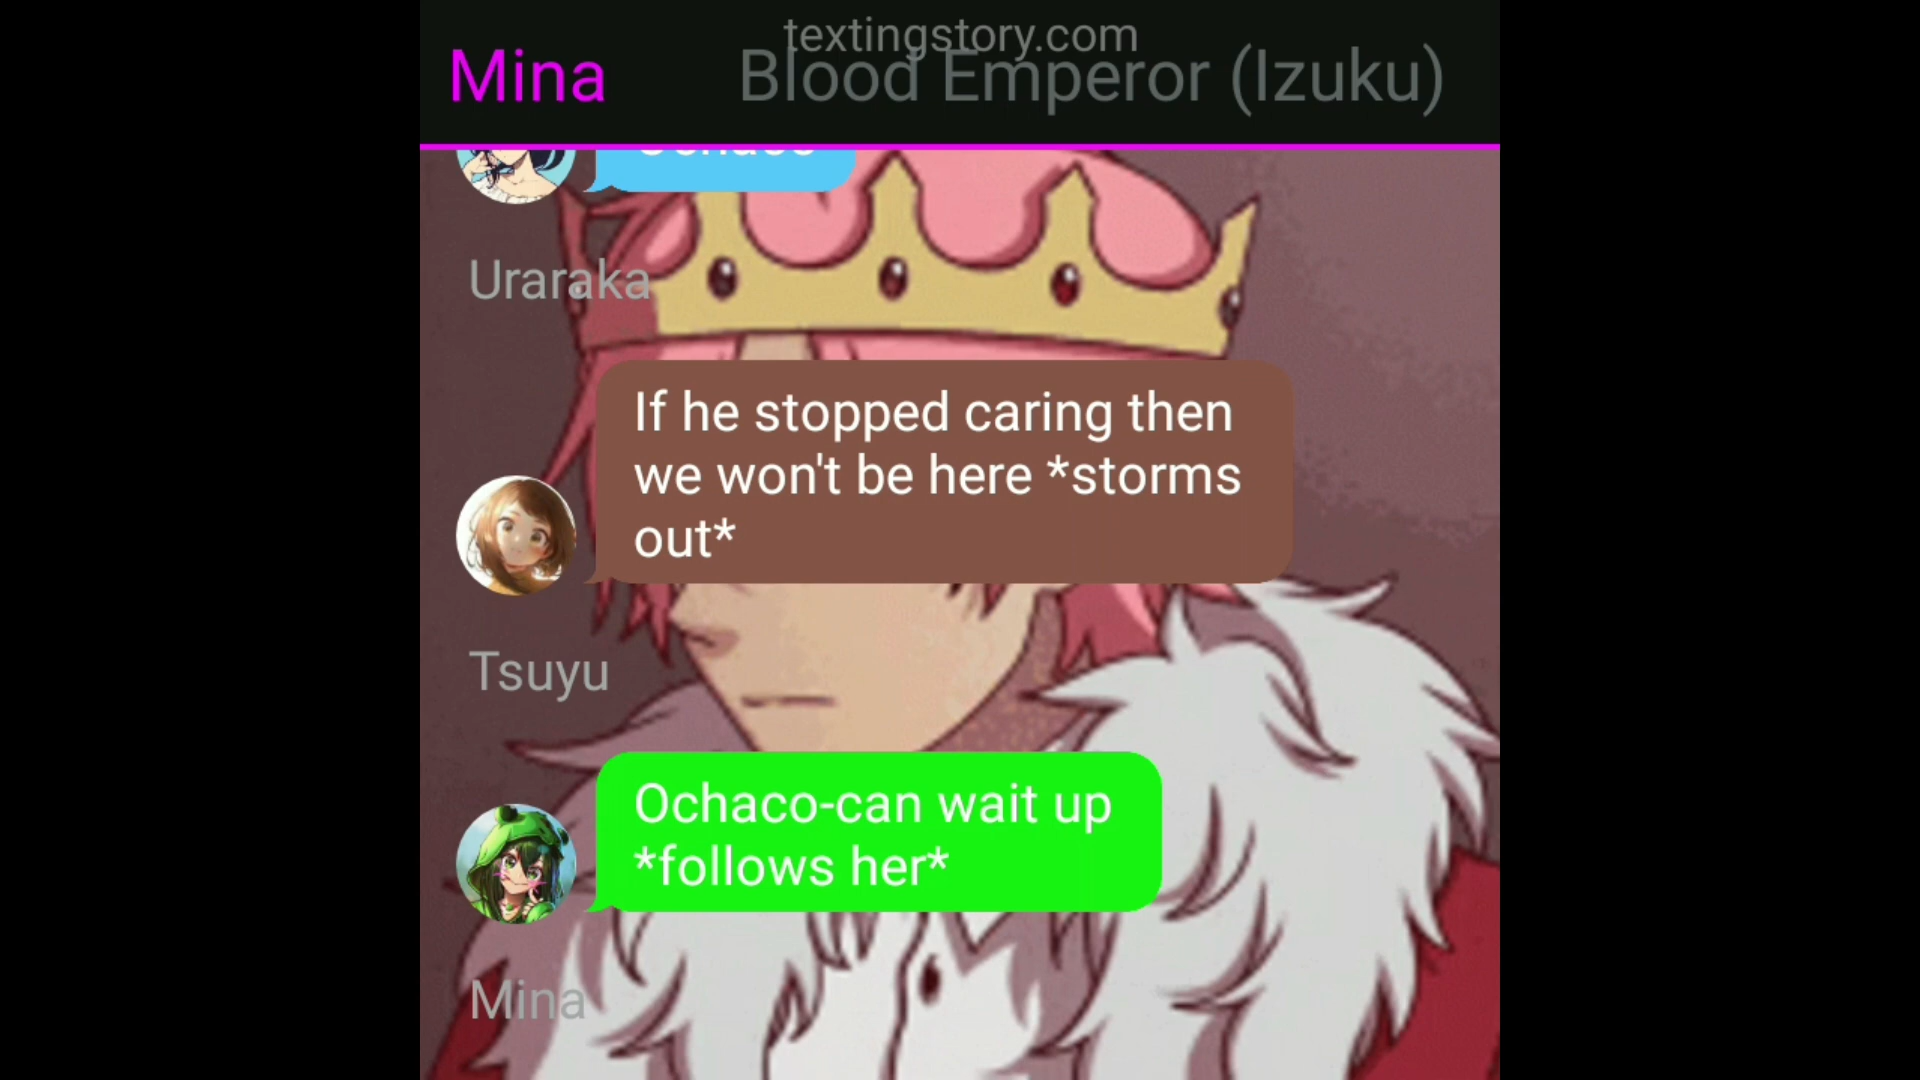 textingstory.com
Mina
Blood Emperor (Izuku)
Uraraka
If he stopped caring then
we won't be here *storms
out*
Tsuyu
Ochaco-can wait up
*follows her*
Mina